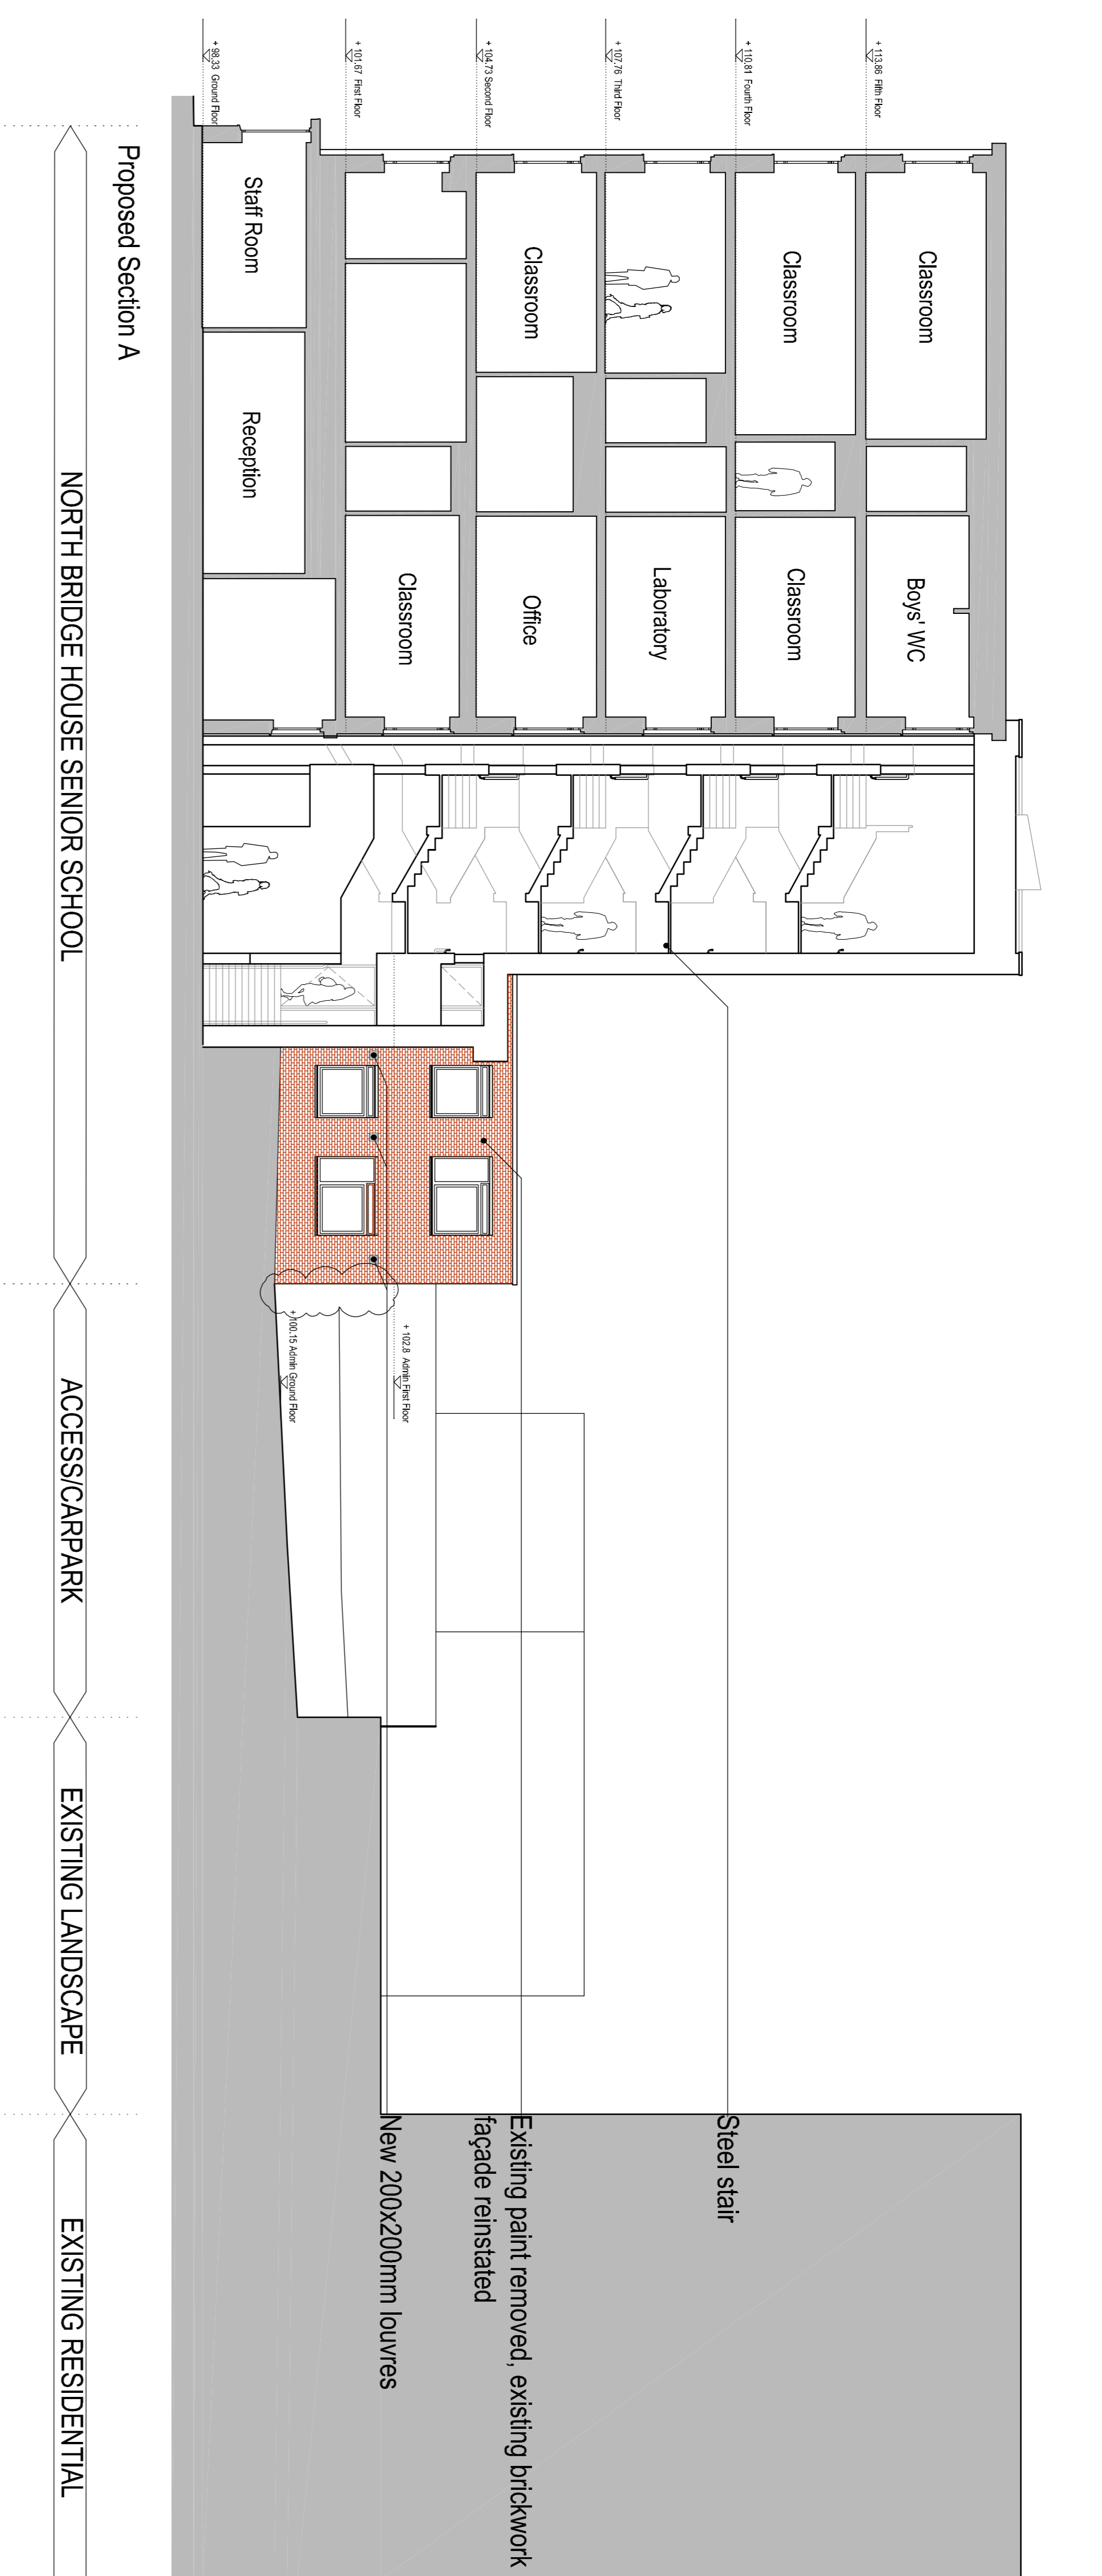 + 113.86 Fifth Floor
+ 110.81 Fourth Floor
+ 107.76 Third Floor
+ 104.73 Second Floor
+ 101.67 First Floor
+ 98.33 Ground Floor
Classroom
Boys' WC
Classroom
Classroom
Laboratory
Classroom
Office
Classroom
Staff Room
Reception
Steel stair
Existing paint removed, existing brickwork
façade reinstated
New 200x200mm louvres
+ 102.8 Admin First Floor
+ 100.15 Admin Ground Floor
Proposed Section A
NORTH BRIDGE HOUSE SENIOR SCHOOL
ACCESS/CARPARK
EXISTING LANDSCAPE
EXISTING RESIDENTIAL